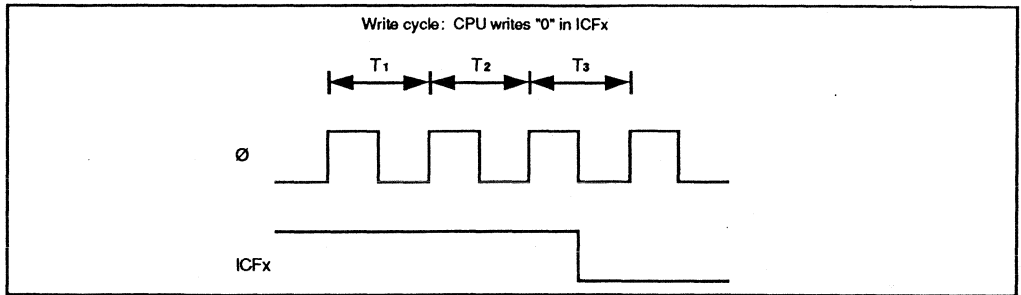 Write cycle: CPU writes "0" in ICFx
T1 T2 T3
Ø
ICFx